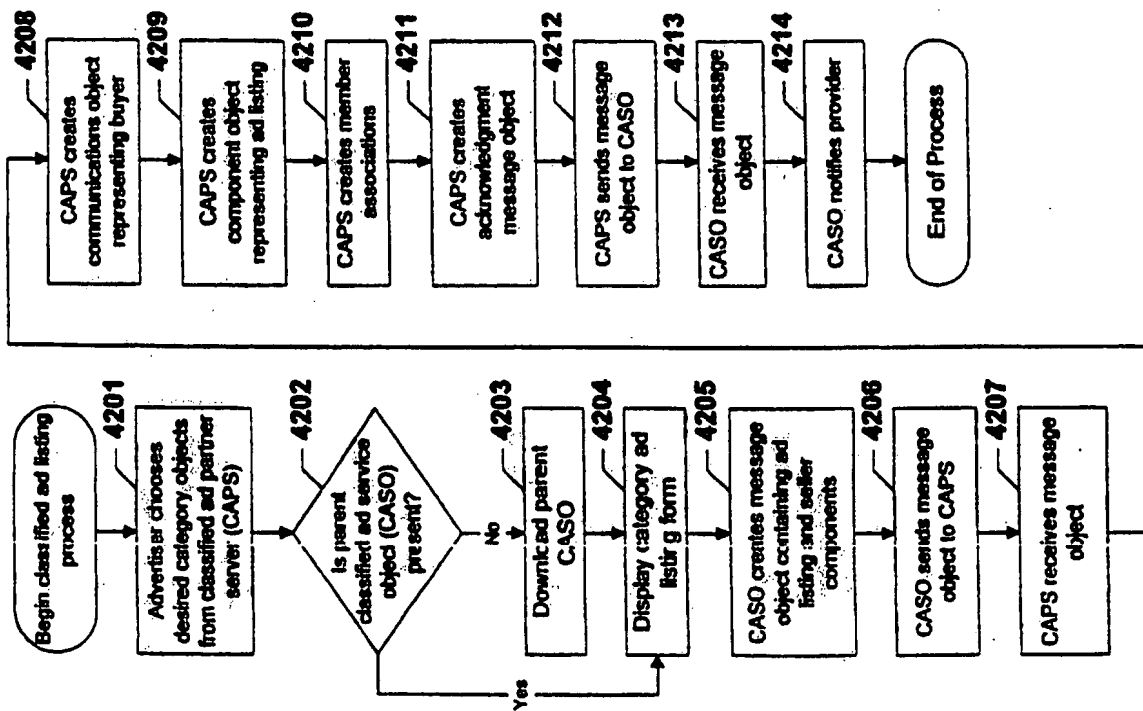 Begin classified ad listing
process
4201
Advertiser chooses
desired category objects
from classified ad partner
server (CAPS)
4202
Is parent
classified ad service
object (CASO)
present?
Yes
No
4203
Download parent
CASO
4204
Display category ad
listing form
4205
CASO creates message
object containing ad
listing and seller
components
4206
CASO sends message
object to CAPS
4207
CAPS receives message
object
4208
CAPS creates
communications object
representing buyer
4209
CAPS creates
component object
representing ad listing
4210
CAPS creates member
associations
4211
CAPS creates
acknowledgment
message object
4212
CAPS sends message
object to CASO
4213
CASO receives message
object
4214
CASO notifies provider
End of Process